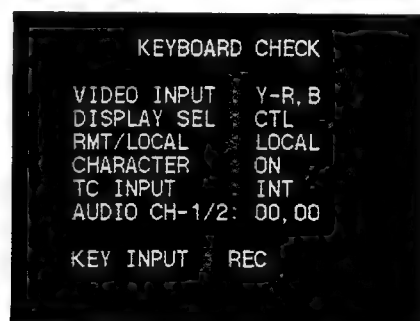 KEYBOARD CHECK
VIDEO INPUT : Y-R,B
DISPLAY SEL : CTL
RMT/LOCAL : LOCAL
CHARACTER : ON
TC INPUT : INT
AUDIO CH-1/2: 00,00
KEY INPUT : REC